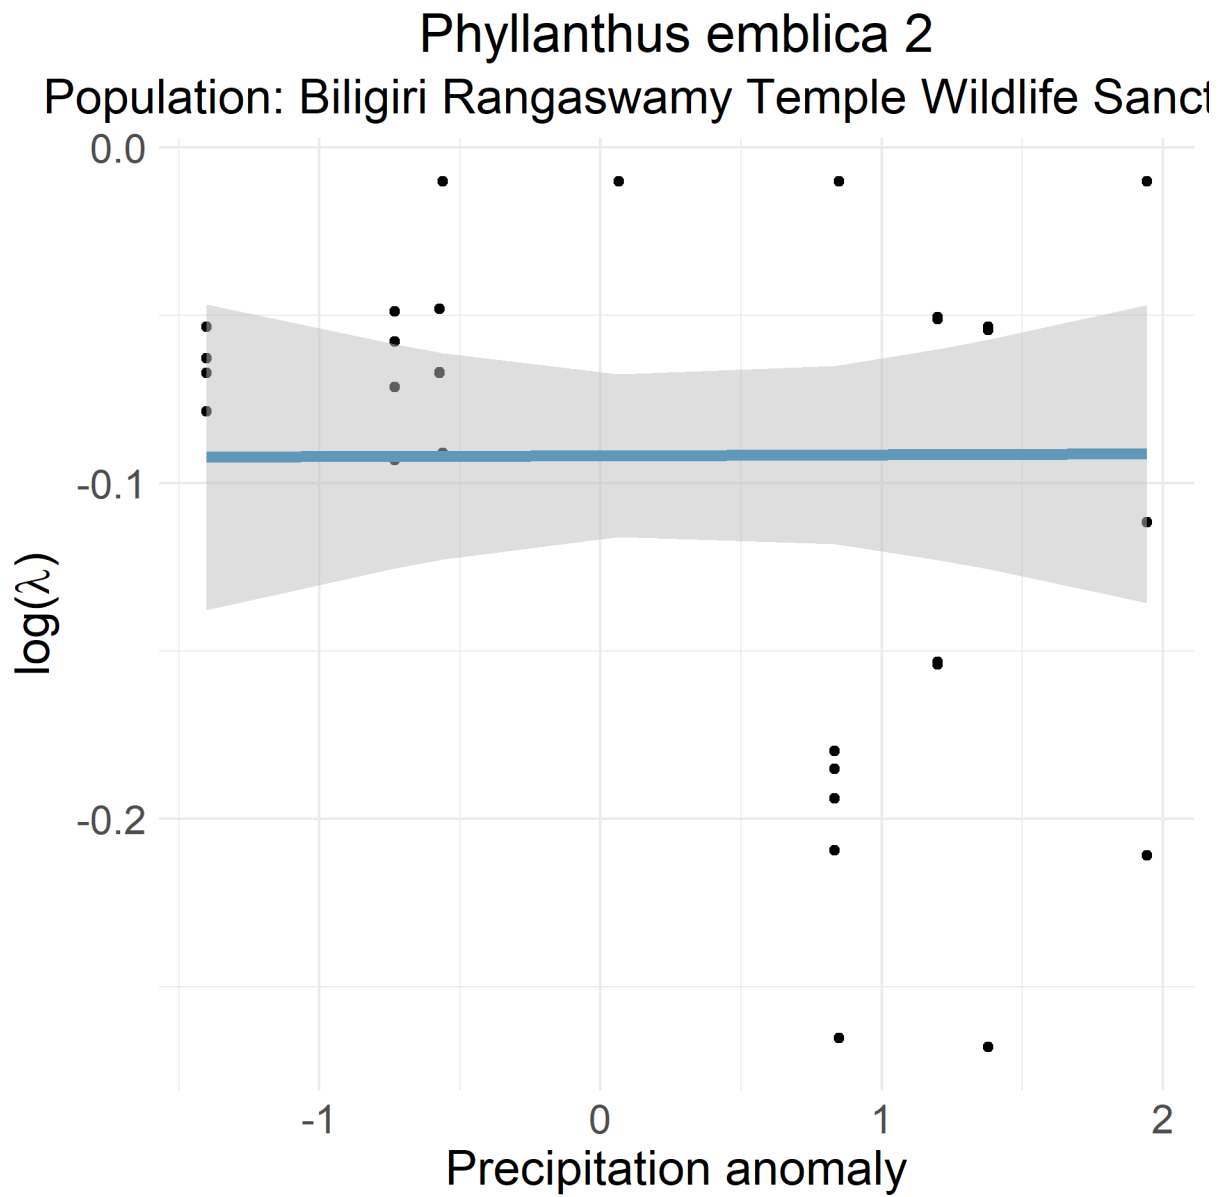 Phyllanthus emblica 2
Population: Biligiri Rangaswamy Temple Wildlife Sanct
0.0
-0.1
-0.2
log(λ)
-1 0 1 2
Precipitation anomaly